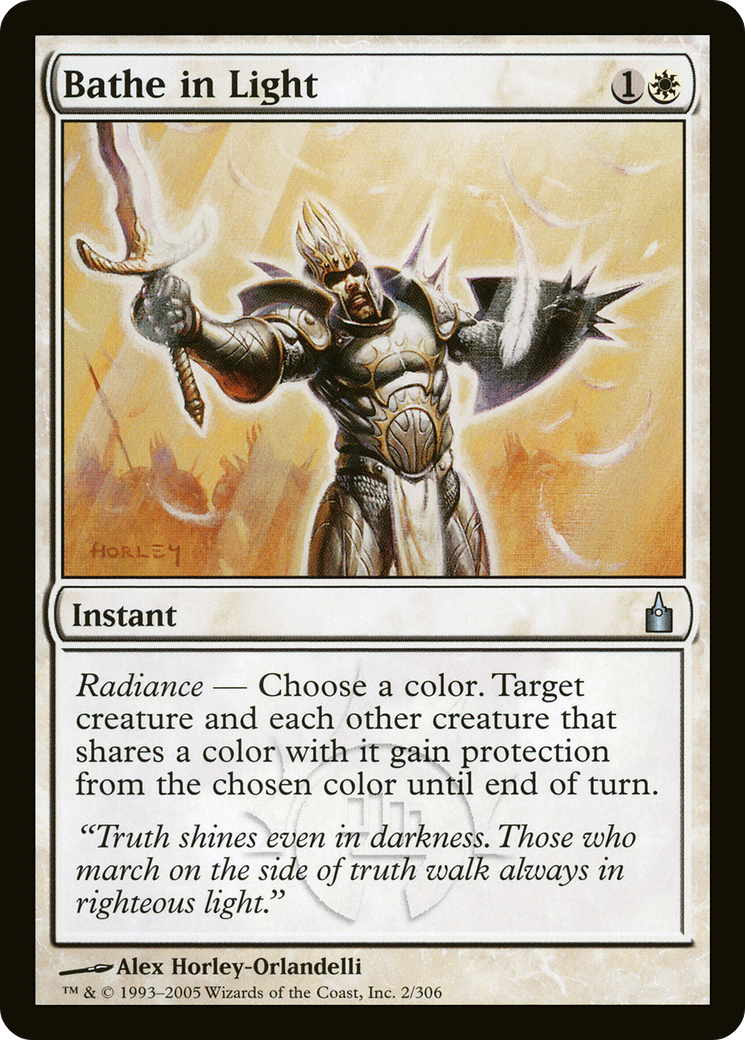 Bathe in Light 1
HORLEY
Instant
Radiance — Choose a color. Target
creature and each other creature that
shares a color with it gain protection
from the chosen color until end of turn.
“Truth shines even in darkness. Those who
march on the side of truth walk always in
righteous light.”
Alex Horley-Orlandelli
™ & © 1993–2005 Wizards of the Coast, Inc. 2/306